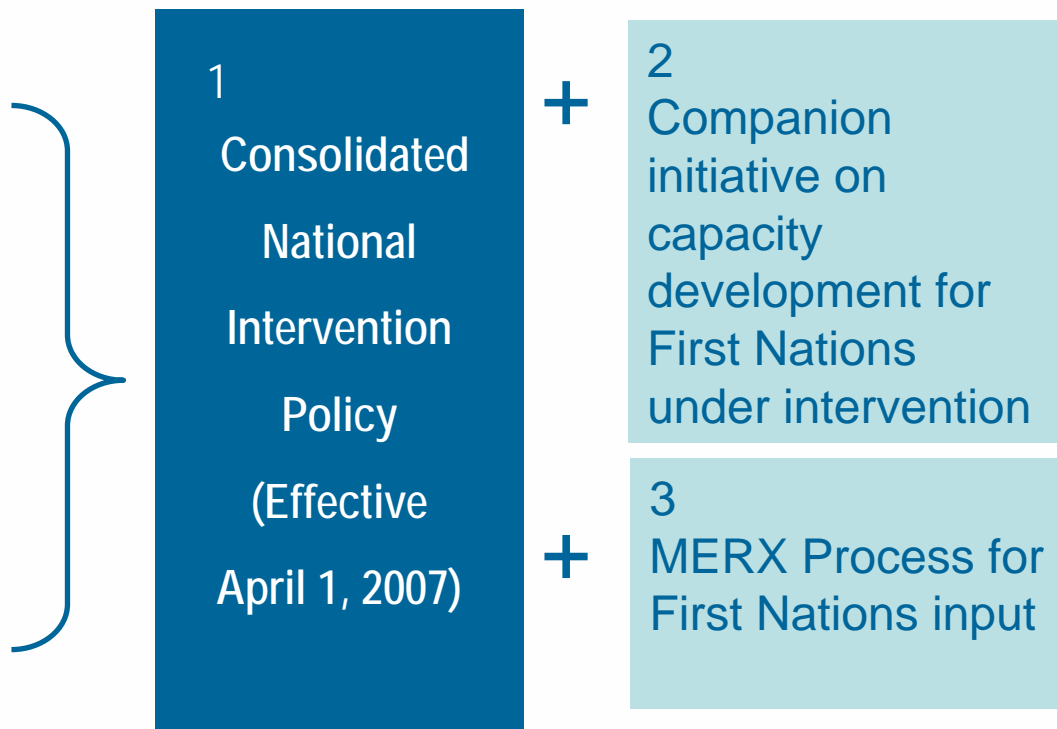 1
Consolidated
National
Intervention
Policy
(Effective
April 1, 2007)
+
2
Companion
initiative on
capacity
development for
First Nations
under intervention
+
3
MERX Process for
First Nations input